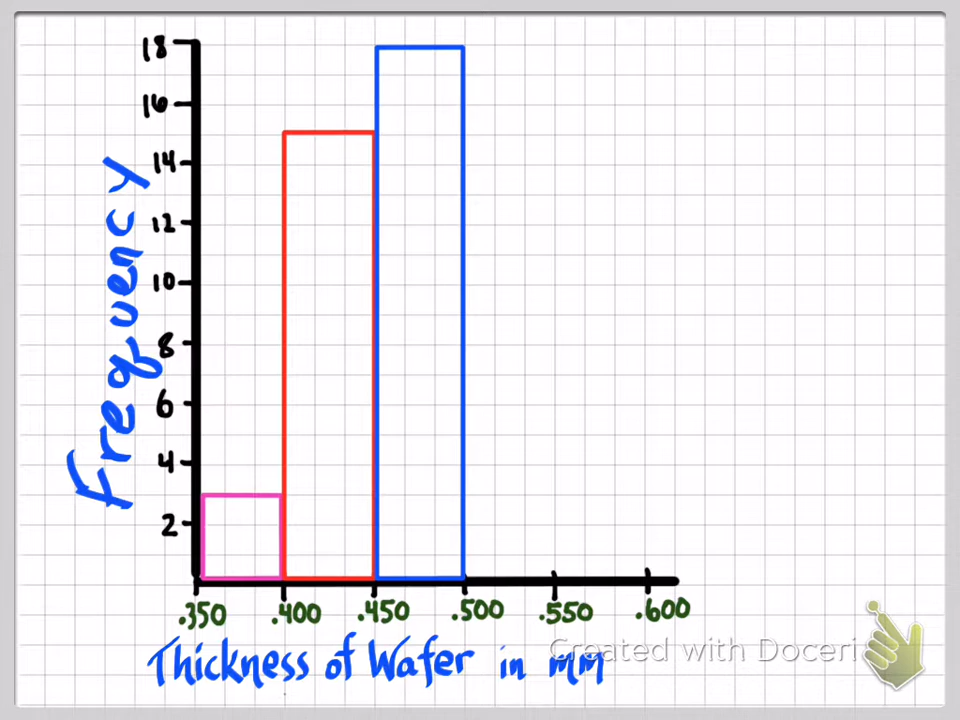 18
16
14
12
10
8
6
4
2
Frequency
.350 .400 .450 .500 .550 .600
Thickness of Wafer in mm
Created with Doceri